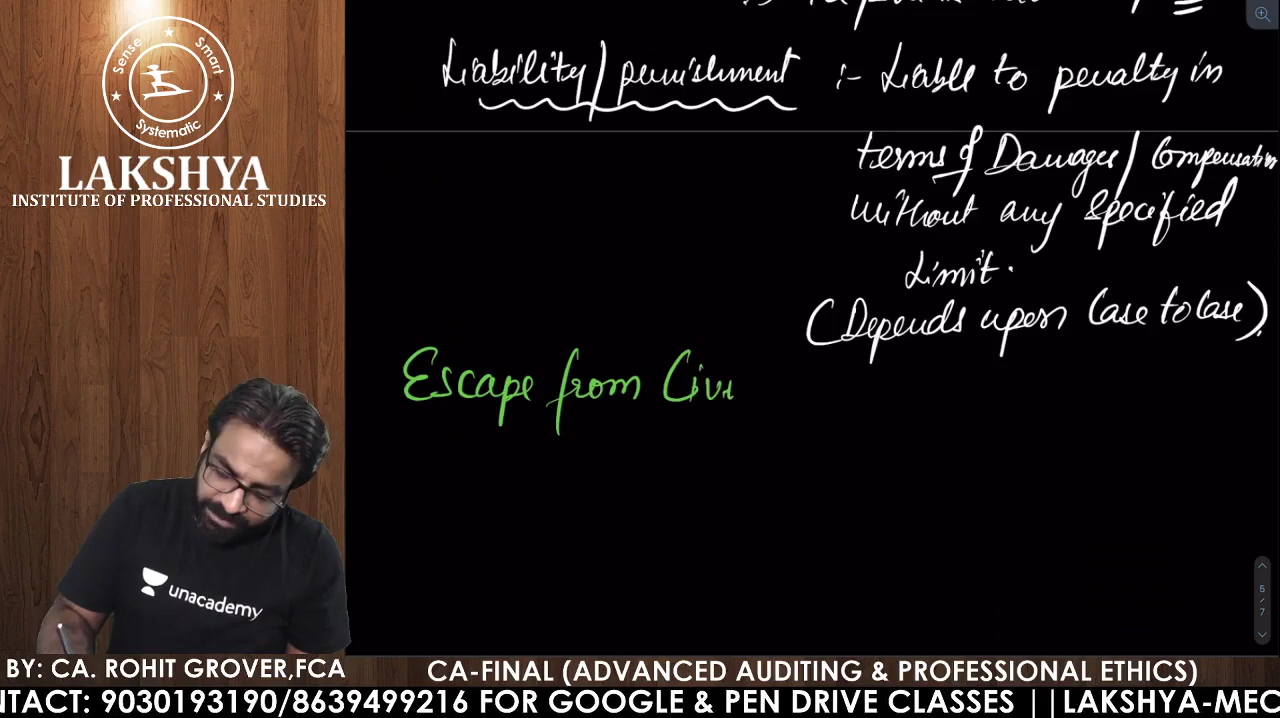 Sense
Smart
Systematic
LAKSHYA
INSTITUTE OF PROFESSIONAL STUDIES
Liability / punishment :- Liable to penalty in
terms of Damages / Compensation
Without any specified
Limit.
(Depends upon Case to Case).
Escape from Civi
unacademy
5
/
7
BY: CA. ROHIT GROVER,FCA
CA-FINAL (ADVANCED AUDITING & PROFESSIONAL ETHICS)
NTACT: 9030193190/8639499216 FOR GOOGLE & PEN DRIVE CLASSES ||LAKSHYA-MEC